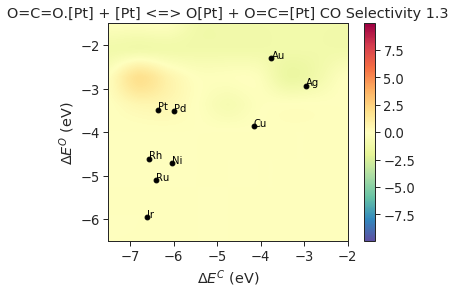 O=C=O.[Pt] + [Pt] <=> O[Pt] + O=C=[Pt] CO Selectivity 1.3
−2
−3
−4
−5
−6
ΔE^O (eV)
Au
Ag
Pt
Pd
Cu
Rh
Ni
Ru
Ir
−7
−6
−5
−4
−3
−2
ΔE^C (eV)
7.5
5.0
2.5
0.0
−2.5
−5.0
−7.5